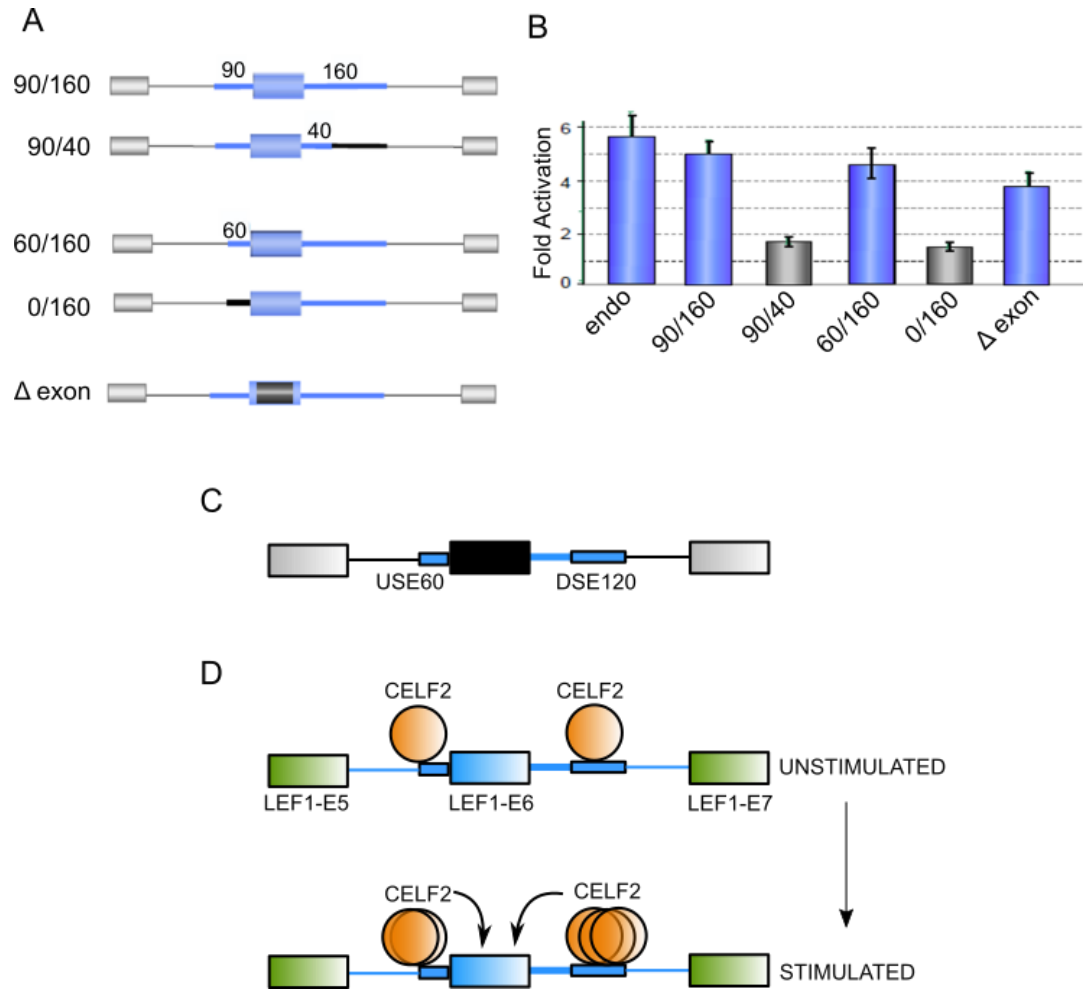 A
90/160
90
160
90/40
40
60/160
60
0/160
Δ exon
B
Fold Activation
6
4
2
0
endo
90/160
90/40
60/160
0/160
Δ exon
C
USE60
DSE120
D
CELF2
CELF2
UNSTIMULATED
LEF1-E5
LEF1-E6
LEF1-E7
CELF2
CELF2
STIMULATED